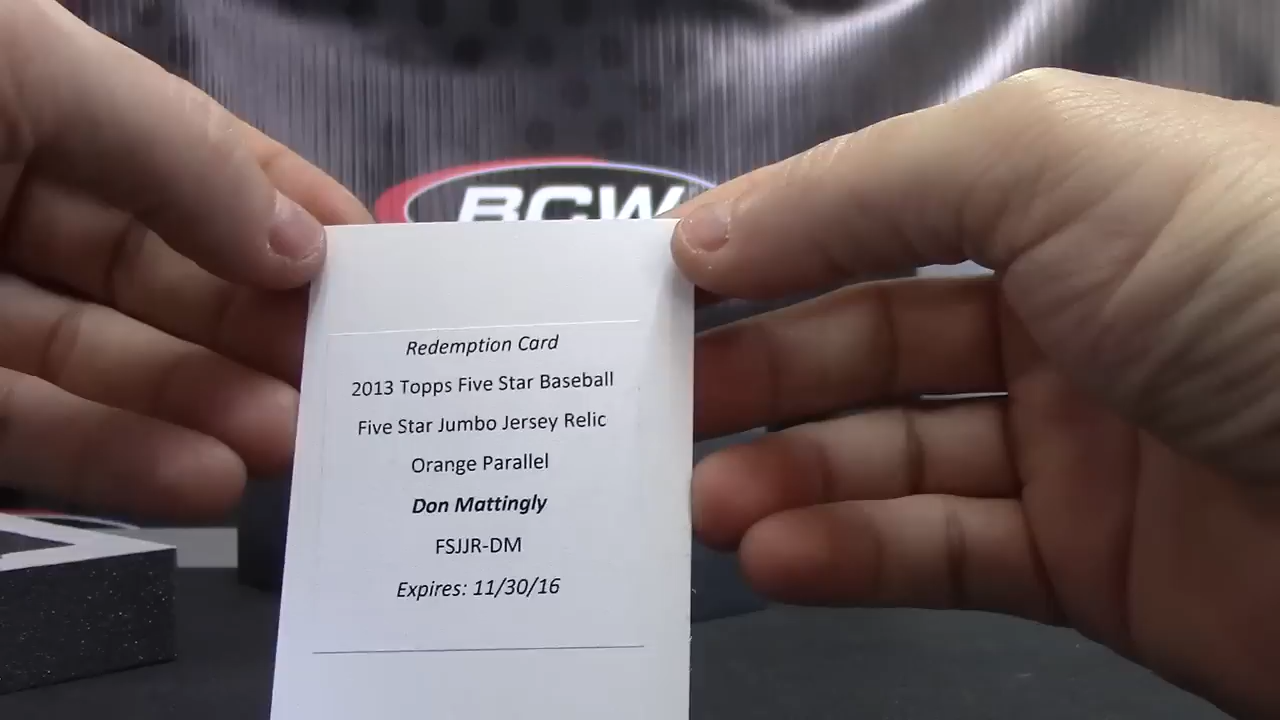 BCW
Redemption Card
2013 Topps Five Star Baseball
Five Star Jumbo Jersey Relic
Orange Parallel
Don Mattingly
FSJJR-DM
Expires: 11/30/16